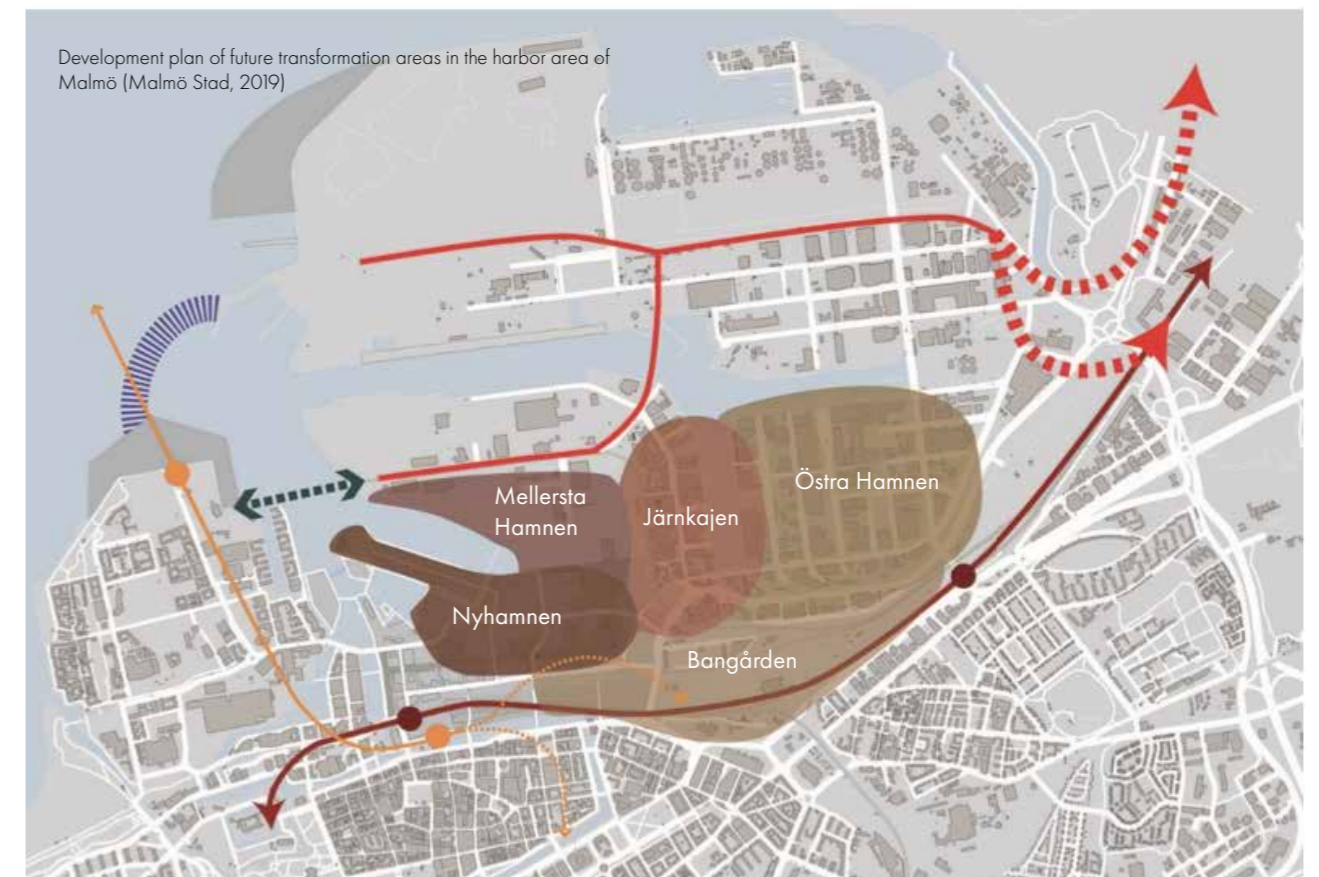 Development plan of future transformation areas in the harbor area of
Malmö (Malmö Stad, 2019)
Östra Hamnen
Mellersta
Hamnen
Järnkajen
Nyhamnen
Bangården